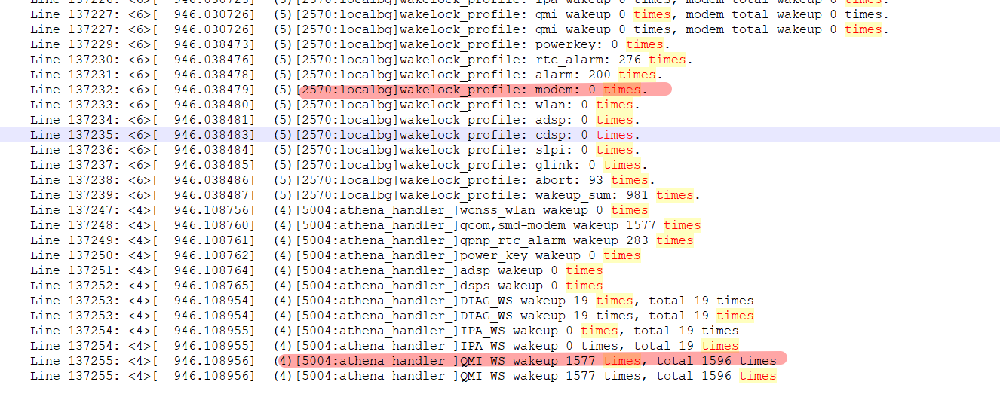 Line 137226: <6>[  946.030725]  (5)[2570:localbg]wakelock_profile: ipa wakeup 0 times, modem total wakeup 0 times.
Line 137227: <6>[  946.030726]  (5)[2570:localbg]wakelock_profile: qmi wakeup 0 times, modem total wakeup 0 times.
Line 137227: <6>[  946.030726]  (5)[2570:localbg]wakelock_profile: qmi wakeup 0 times, modem total wakeup 0 times.
Line 137229: <6>[  946.038473]  (5)[2570:localbg]wakelock_profile: powerkey: 0 times.
Line 137230: <6>[  946.038476]  (5)[2570:localbg]wakelock_profile: rtc_alarm: 276 times.
Line 137231: <6>[  946.038478]  (5)[2570:localbg]wakelock_profile: alarm: 200 times.
Line 137232: <6>[  946.038479]  (5)[2570:localbg]wakelock_profile: modem: 0 times.
Line 137233: <6>[  946.038480]  (5)[2570:localbg]wakelock_profile: wlan: 0 times.
Line 137234: <6>[  946.038481]  (5)[2570:localbg]wakelock_profile: adsp: 0 times.
Line 137235: <6>[  946.038483]  (5)[2570:localbg]wakelock_profile: cdsp: 0 times.
Line 137236: <6>[  946.038484]  (5)[2570:localbg]wakelock_profile: slpi: 0 times.
Line 137237: <6>[  946.038485]  (5)[2570:localbg]wakelock_profile: glink: 0 times.
Line 137238: <6>[  946.038486]  (5)[2570:localbg]wakelock_profile: abort: 93 times.
Line 137239: <6>[  946.038487]  (5)[2570:localbg]wakelock_profile: wakeup_sum: 981 times.
Line 137247: <4>[  946.108756]  (4)[5004:athena_handler_]wcnss_wlan wakeup 0 times
Line 137248: <4>[  946.108760]  (4)[5004:athena_handler_]qcom,smd-modem wakeup 1577 times
Line 137249: <4>[  946.108761]  (4)[5004:athena_handler_]qpnp_rtc_alarm wakeup 283 times
Line 137250: <4>[  946.108762]  (4)[5004:athena_handler_]power_key wakeup 0 times
Line 137251: <4>[  946.108764]  (4)[5004:athena_handler_]adsp wakeup 0 times
Line 137252: <4>[  946.108765]  (4)[5004:athena_handler_]dsps wakeup 0 times
Line 137253: <4>[  946.108954]  (4)[5004:athena_handler_]DIAG_WS wakeup 19 times, total 19 times
Line 137253: <4>[  946.108954]  (4)[5004:athena_handler_]DIAG_WS wakeup 19 times, total 19 times
Line 137254: <4>[  946.108955]  (4)[5004:athena_handler_]IPA_WS wakeup 0 times, total 19 times
Line 137254: <4>[  946.108955]  (4)[5004:athena_handler_]IPA_WS wakeup 0 times, total 19 times
Line 137255: <4>[  946.108956]  (4)[5004:athena_handler_]QMI_WS wakeup 1577 times, total 1596 times
Line 137255: <4>[  946.108956]  (4)[5004:athena_handler_]QMI_WS wakeup 1577 times, total 1596 times